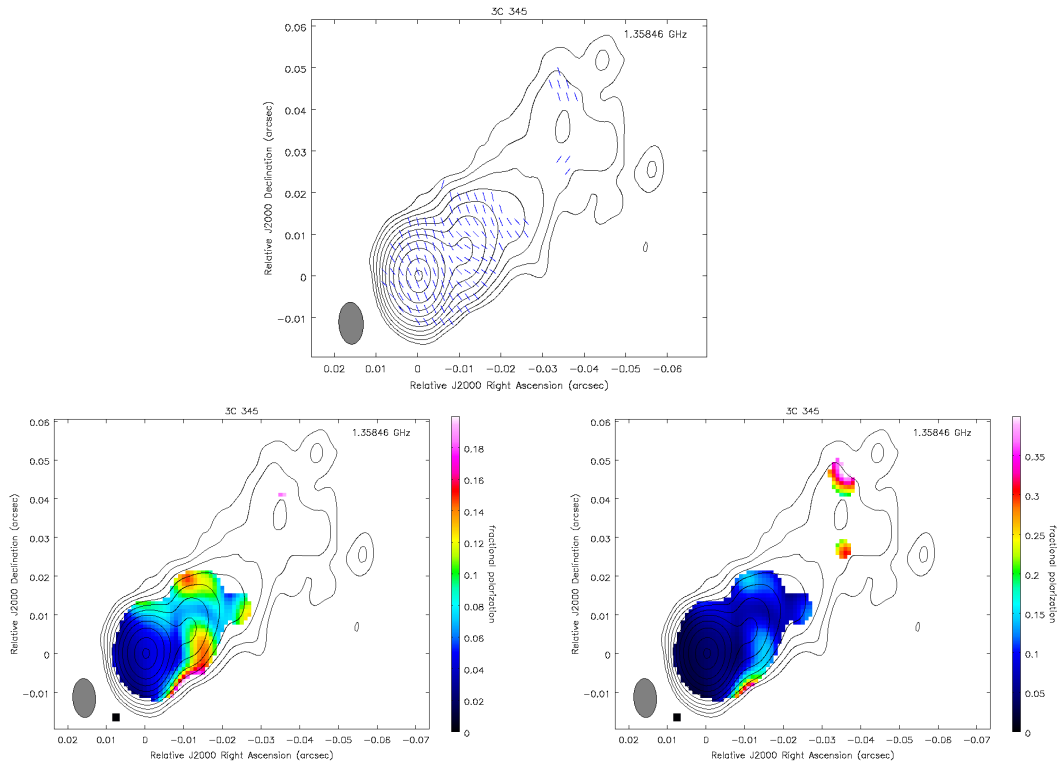 3C 345
1.35846 GHz
Relative J2000 Declination (arcsec)
0.06
0.05
0.04
0.03
0.02
0.01
0
−0.01
0.02 0.01 0 −0.01 −0.02 −0.03 −0.04 −0.05 −0.06
Relative J2000 Right Ascension (arcsec)
3C 345
1.35846 GHz
Relative J2000 Declination (arcsec)
0.06
0.05
0.04
0.03
0.02
0.01
0
−0.01
0.02 0.01 0 −0.01 −0.02 −0.03 −0.04 −0.05 −0.06 −0.07
Relative J2000 Right Ascension (arcsec)
0.18
0.16
0.14
0.12
0.1
0.08
0.06
0.04
0.02
0
fractional polarization
3C 345
1.35846 GHz
Relative J2000 Declination (arcsec)
0.06
0.05
0.04
0.03
0.02
0.01
0
−0.01
0.02 0.01 0 −0.01 −0.02 −0.03 −0.04 −0.05 −0.06 −0.07
Relative J2000 Right Ascension (arcsec)
0.35
0.3
0.25
0.2
0.15
0.1
0.05
0
fractional polarization